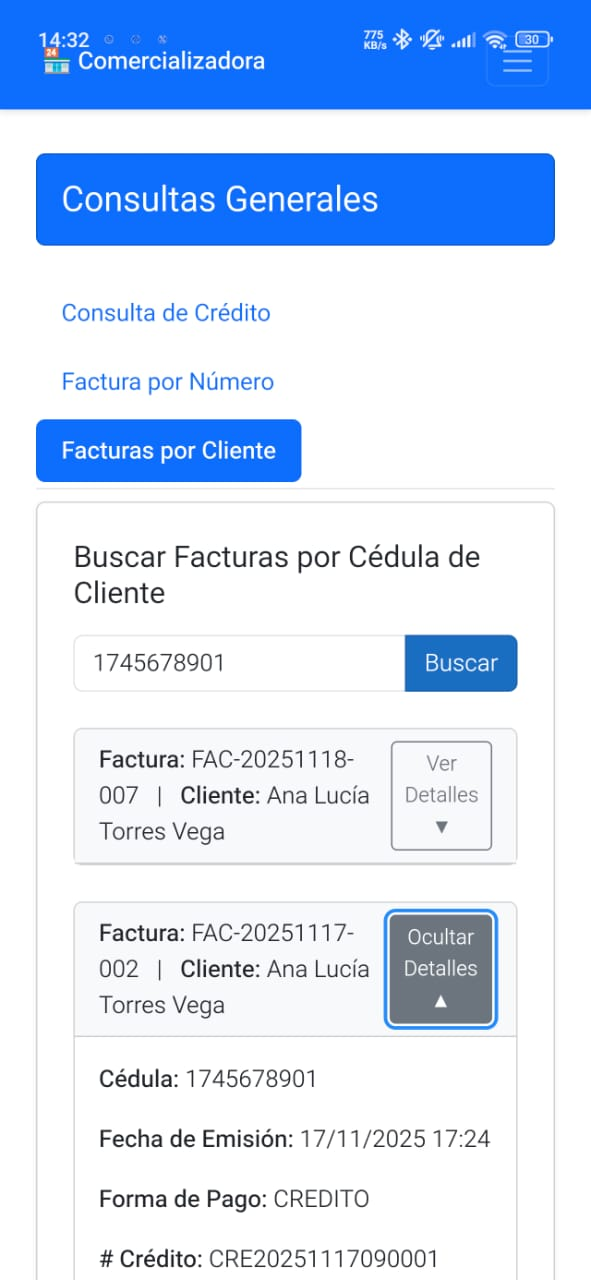 14:32 775 KB/s 30
24 Comercializadora
Consultas Generales
Consulta de Crédito
Factura por Número
Facturas por Cliente
Buscar Facturas por Cédula de
Cliente
1745678901 Buscar
Factura: FAC-20251118-
007 | Cliente: Ana Lucía
Torres Vega
Ver
Detalles
▼
Factura: FAC-20251117-
002 | Cliente: Ana Lucía
Torres Vega
Ocultar
Detalles
▲
Cédula: 1745678901
Fecha de Emisión: 17/11/2025 17:24
Forma de Pago: CREDITO
# Crédito: CRE20251117090001